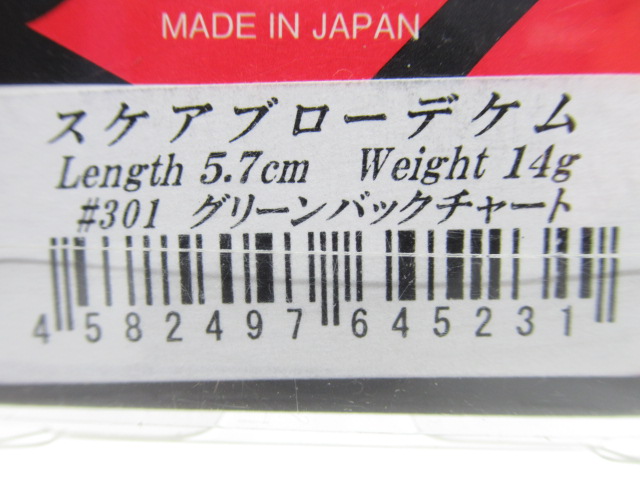 MADE IN JAPAN
スケアブローデケム
Length 5.7cm Weight 14g
#301 グリーンバックチャート
4 582497 645231